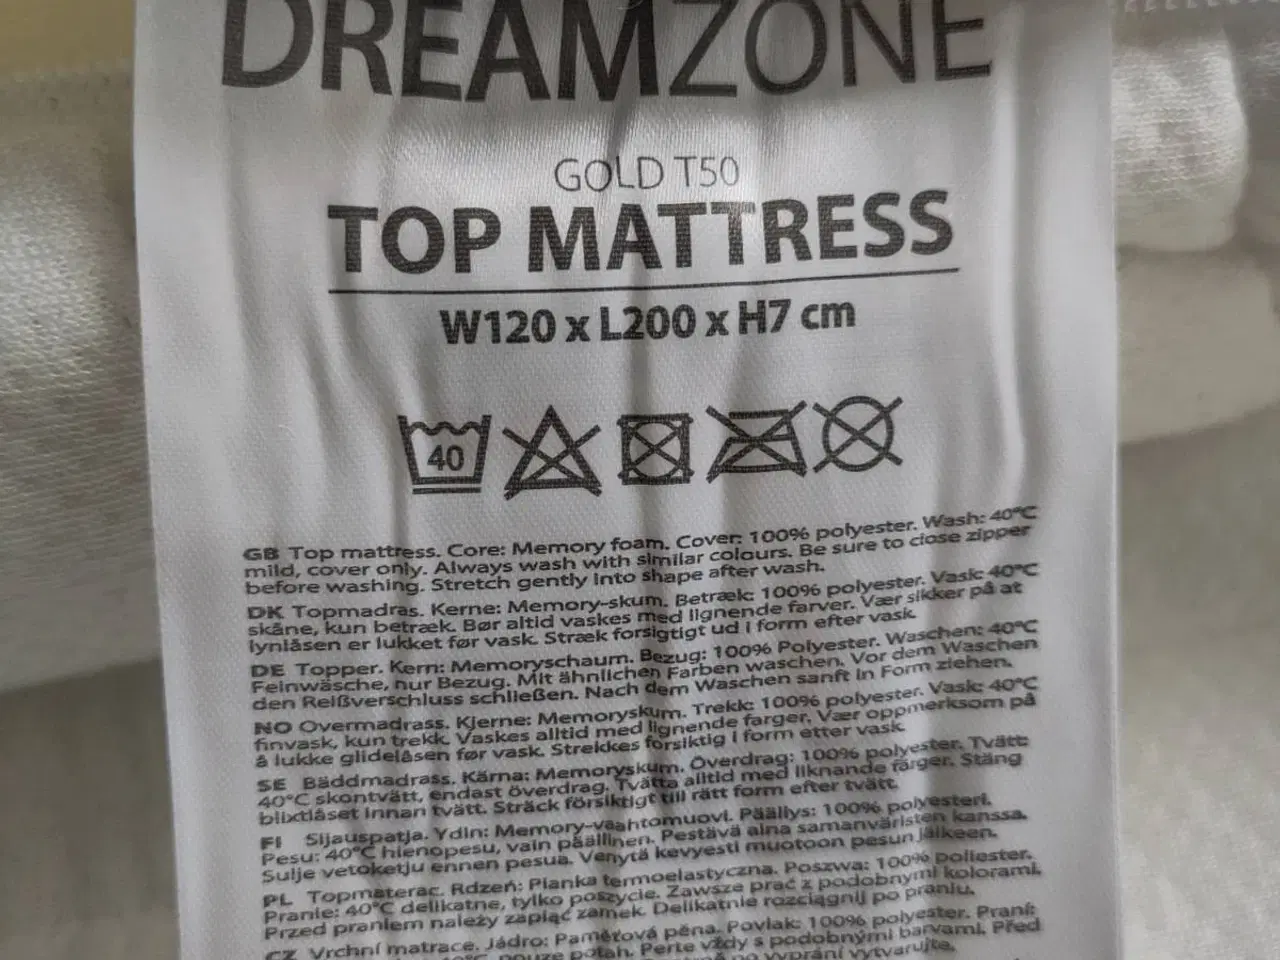 DREAMZONE
GOLD T50
TOP MATTRESS
W120 x L200 x H7 cm
40
GB Top mattress. Core: Memory foam. Cover: 100% polyester. Wash: 40°C
mild, cover only. Always wash with similar colours. Be sure to close zipper
before washing. Stretch gently into shape after wash.
DK Topmadras. Kerne: Memory-skum. Betræk: 100% polyester. Vask: 40°C
skåne, kun betræk. Bør altid vaskes med lignende farver. Vær sikker på at
lynlåsen er lukket før vask. Stræk forsigtigt ud i form efter vask.
DE Topper. Kern: Memoryschaum. Bezug: 100% Polyester. Waschen: 40°C
Feinwäsche, nur Bezug. Mit ähnlichen Farben waschen. Vor dem Waschen
den Reißverschluss schließen. Nach dem Waschen sanft in Form ziehen.
NO Overmadrass. Kjerne: Memoryskum. Trekk: 100% polyester. Vask: 40°C
finvask, kun trekk. Vaskes alltid med lignende farger. Vær oppmerksom på
å lukke glidelåsen før vask. Strekkes forsiktig i form etter vask.
SE Bäddmadrass. Kärna: Memoryskum. Överdrag: 100% polyester. Tvätt:
40°C skontvätt, endast överdrag. Tvätta alltid med liknande färger. Stäng
blixtlåset innan tvätt. Sträck försiktigt till rätt form efter tvätt.
FI Sijauspatja. Ydin: Memory-vaahtomuovi. Päällys: 100% polyesteri.
Pesu: 40°C hienopesu, vain päällinen. Pestävä aina samanväristen kanssa.
Sulje vetoketju ennen pesua. Venytä kevyesti muotoon pesun jälkeen.
PL Topmaterac. Rdzeń: Pianka termoelastyczna. Poszwa: 100% poliester.
Pranie: 40°C delikatne, tylko poszycie. Zawsze prać z podobnymi kolorami.
Przed praniem należy zapiąć zamek. Delikatnie rozciągnij po praniu.
CZ Vrchní matrace. Jádro: Paměťová pěna. Povlak: 100% polyester. Praní:
pouze potah. Perte vždy s podobnými barvami. Před
po vyprání vytvarujte.